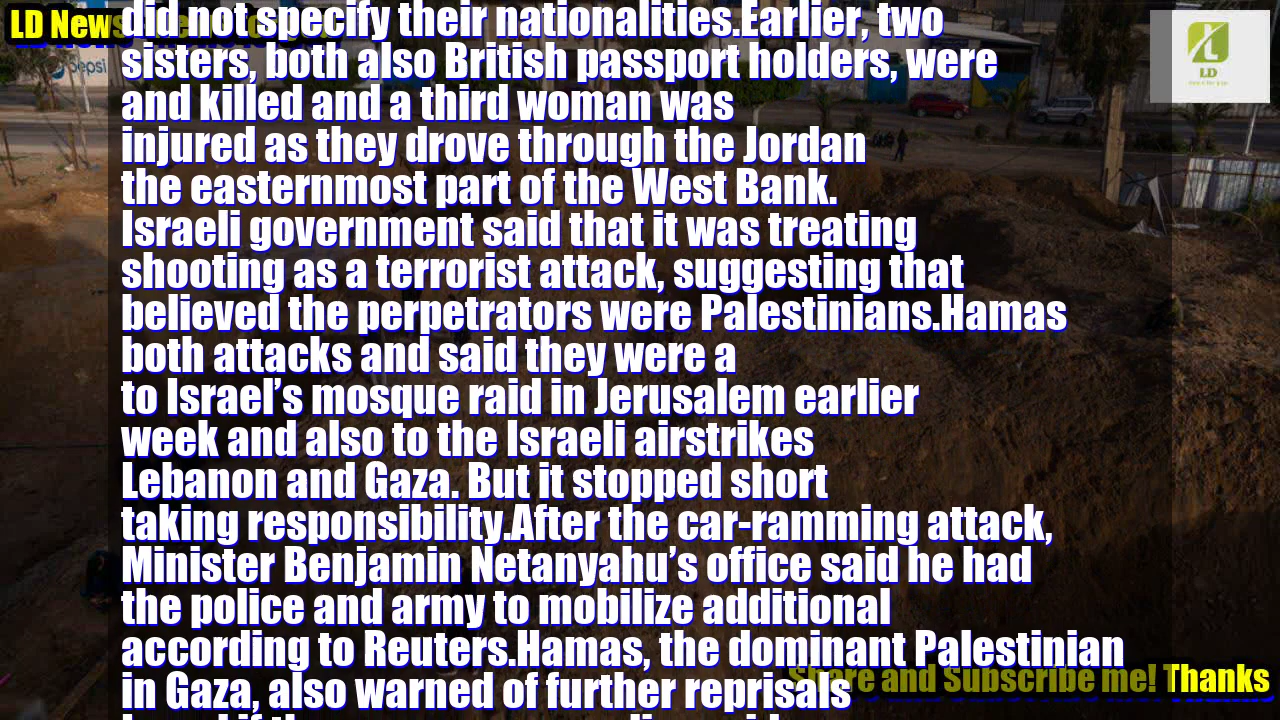 LD News
did not specify their nationalities.Earlier, two
sisters, both also British passport holders, were
and killed and a third woman was
injured as they drove through the Jordan
the easternmost part of the West Bank.
Israeli government said that it was treating
shooting as a terrorist attack, suggesting that
believed the perpetrators were Palestinians.Hamas
both attacks and said they were a
to Israel’s mosque raid in Jerusalem earlier
week and also to the Israeli airstrikes
Lebanon and Gaza. But it stopped short
taking responsibility.After the car-ramming attack,
Minister Benjamin Netanyahu’s office said he had
the police and army to mobilize additional
according to Reuters.Hamas, the dominant Palestinian
in Gaza, also warned of further reprisals
Share and Subscribe me! Thanks
pepsi
LD